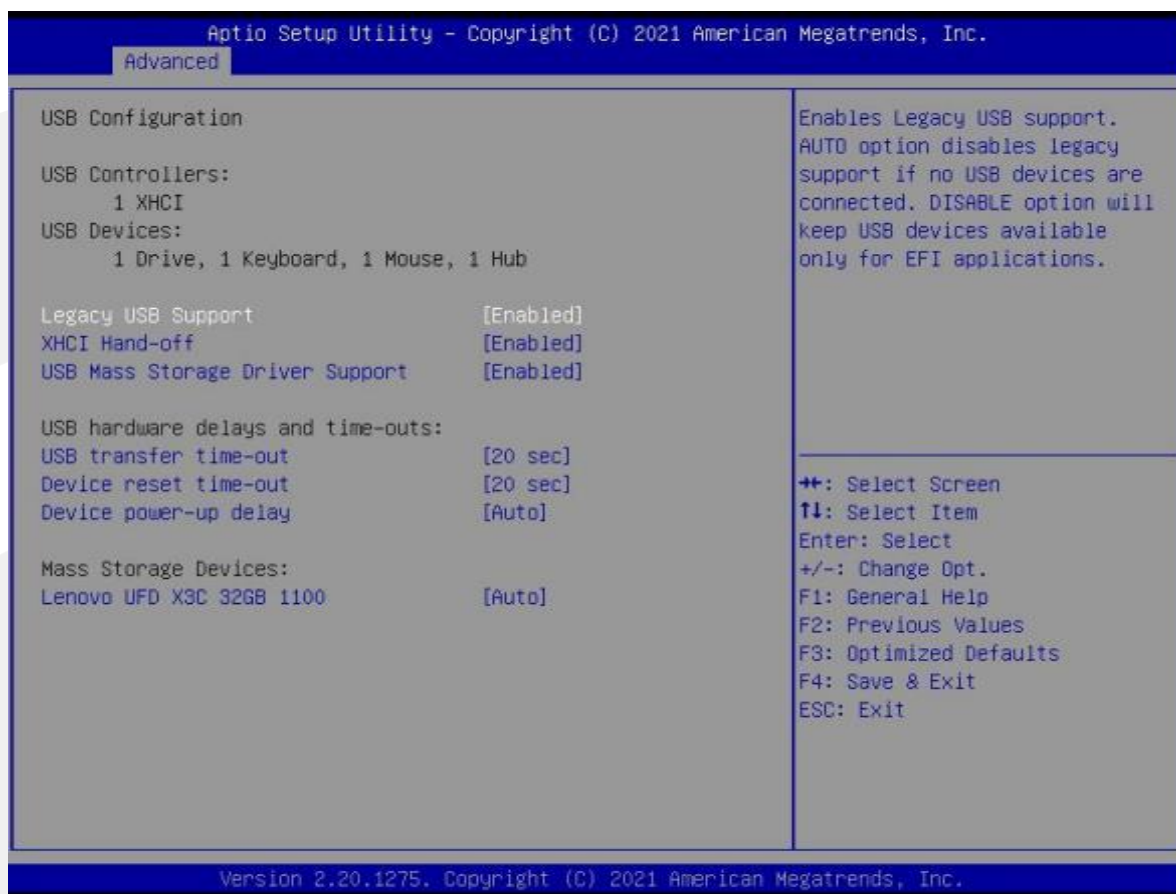 Aptio Setup Utility - Copyright (C) 2021 American Megatrends, Inc.
Advanced
USB Configuration
USB Controllers:
1 XHCI
USB Devices:
1 Drive, 1 Keyboard, 1 Mouse, 1 Hub
Legacy USB Support [Enabled]
XHCI Hand-off [Enabled]
USB Mass Storage Driver Support [Enabled]
USB hardware delays and time-outs:
USB transfer time-out [20 sec]
Device reset time-out [20 sec]
Device power-up delay [Auto]
Mass Storage Devices:
Lenovo UFD X3C 32GB 1100 [Auto]
Enables Legacy USB support.
AUTO option disables legacy
support if no USB devices are
connected. DISABLE option will
keep USB devices available
only for EFI applications.
→←: Select Screen
↑↓: Select Item
Enter: Select
+/-: Change Opt.
F1: General Help
F2: Previous Values
F3: Optimized Defaults
F4: Save & Exit
ESC: Exit
Version 2.20.1275. Copyright (C) 2021 American Megatrends, Inc.